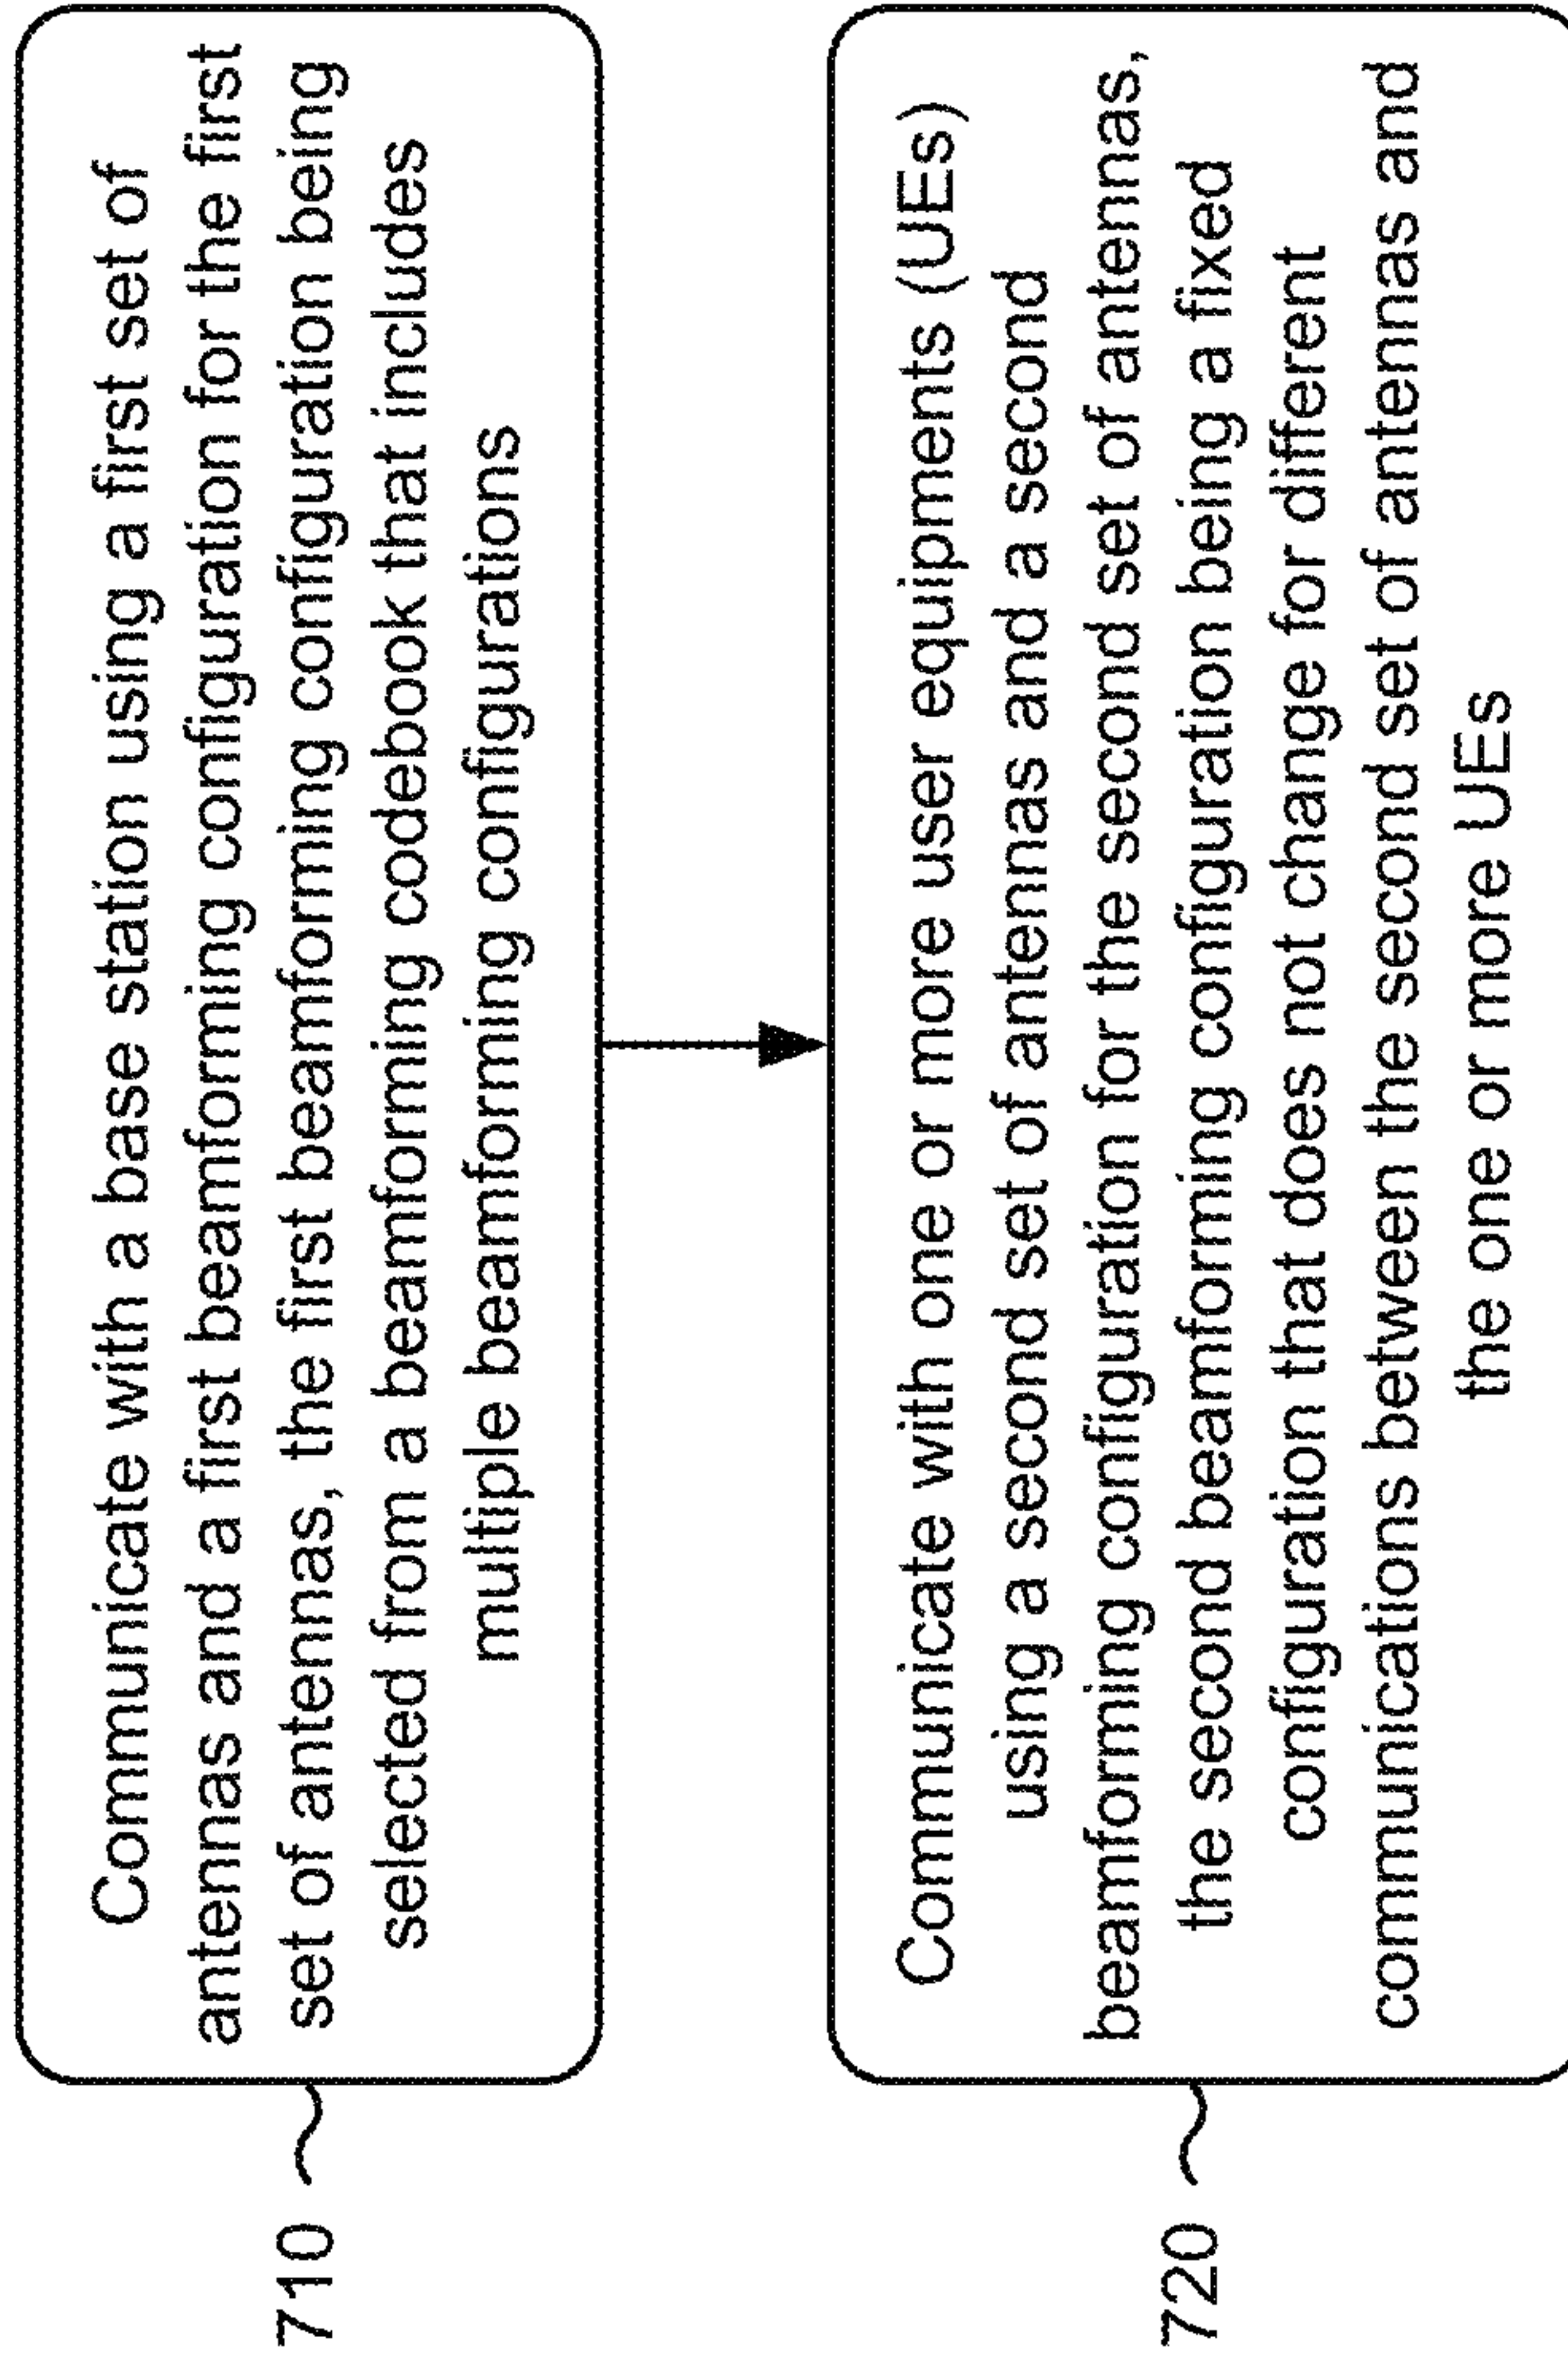 710
Communicate with a base station using a first set of
antennas and a first beamforming configuration for the first
set of antennas, the first beamforming configuration being
selected from a beamforming codebook that includes
multiple beamforming configurations
720
Communicate with one or more user equipments (UEs)
using a second set of antennas and a second
beamforming configuration for the second set of antennas,
the second beamforming configuration being a fixed
configuration that does not change for different
communications between the second set of antennas and
the one or more UEs